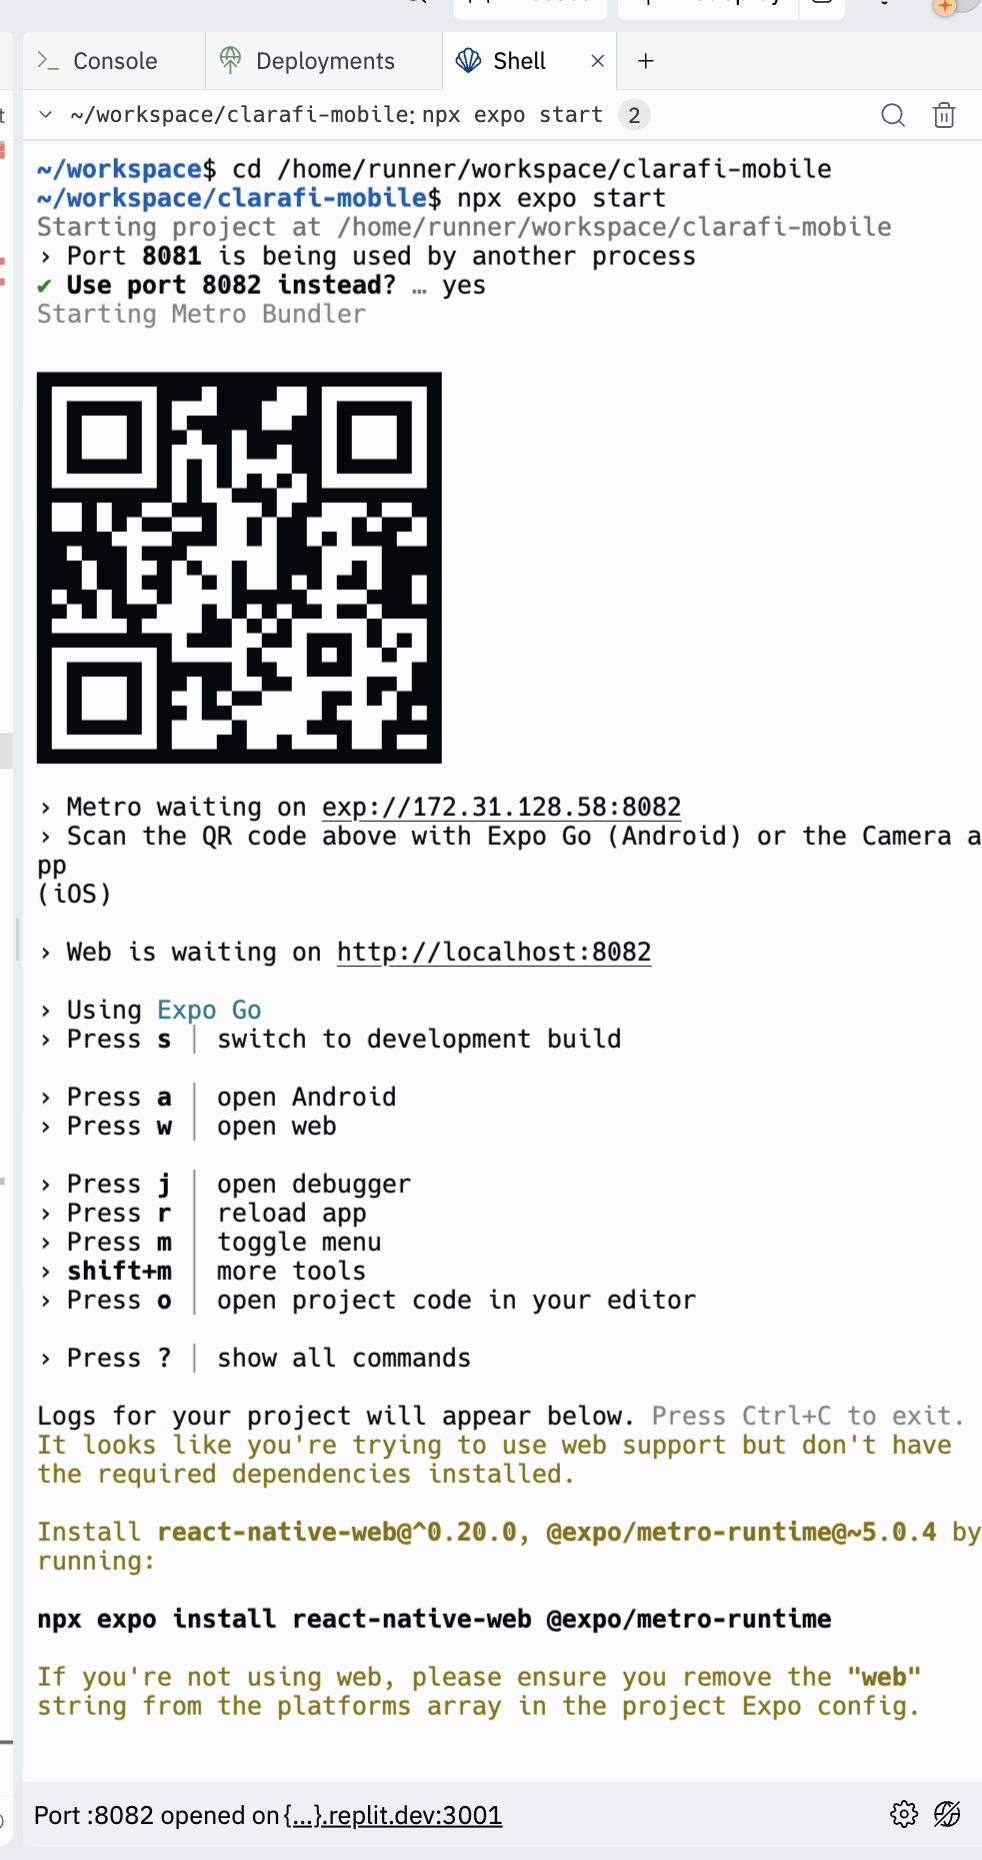 Console
Deployments
Shell
~/workspace/clarafi-mobile: npx expo start 2
~/workspace$ cd /home/runner/workspace/clarafi-mobile
~/workspace/clarafi-mobile$ npx expo start
Starting project at /home/runner/workspace/clarafi-mobile
› Port 8081 is being used by another process
✔ Use port 8082 instead? … yes
Starting Metro Bundler
› Metro waiting on exp://172.31.128.58:8082
› Scan the QR code above with Expo Go (Android) or the Camera a
pp
(iOS)
› Web is waiting on http://localhost:8082
› Using Expo Go
› Press s │ switch to development build
› Press a │ open Android
› Press w │ open web
› Press j │ open debugger
› Press r │ reload app
› Press m │ toggle menu
› shift+m │ more tools
› Press o │ open project code in your editor
› Press ? │ show all commands
Logs for your project will appear below. Press Ctrl+C to exit.
It looks like you're trying to use web support but don't have
the required dependencies installed.
Install react-native-web@^0.20.0, @expo/metro-runtime@~5.0.4 by
running:
npx expo install react-native-web @expo/metro-runtime
If you're not using web, please ensure you remove the "web"
string from the platforms array in the project Expo config.
Port :8082 opened on {...}.replit.dev:3001